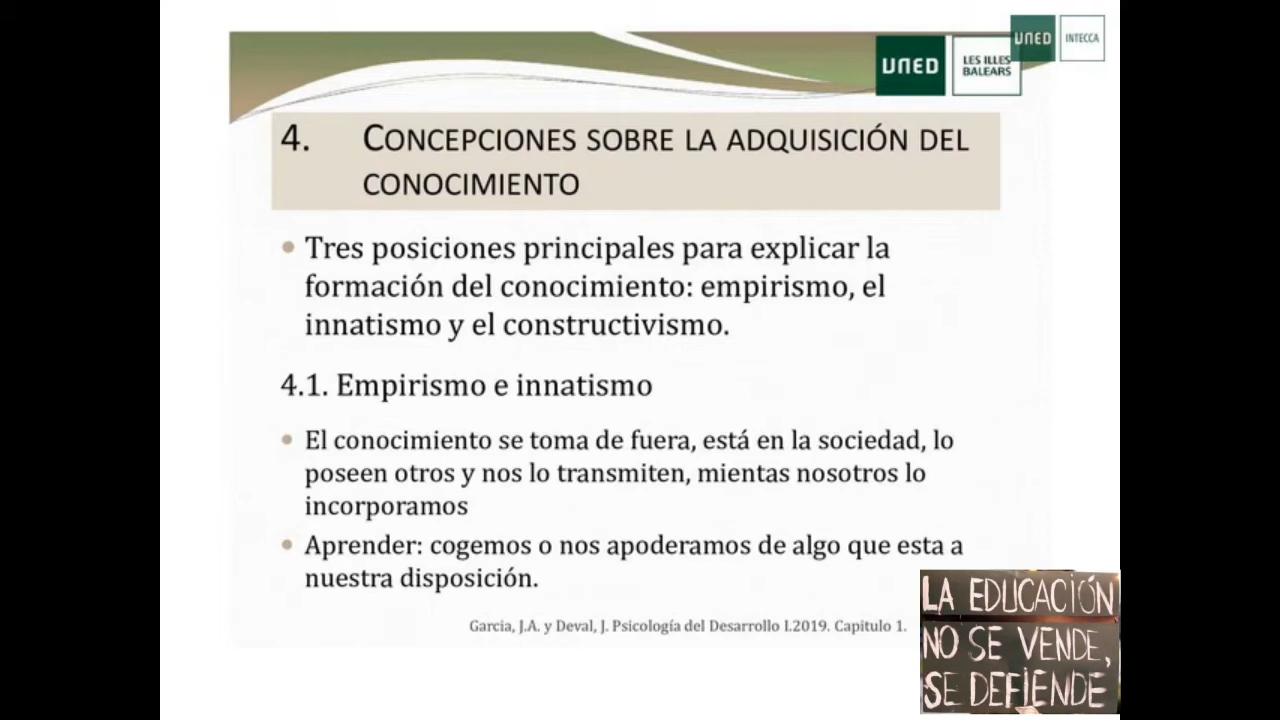 UNED
INTECCA
UNED
LES ILLES
BALEARS
4. CONCEPCIONES SOBRE LA ADQUISICIÓN DEL
CONOCIMIENTO
Tres posiciones principales para explicar la
formación del conocimiento: empirismo, el
innatismo y el constructivismo.
4.1. Empirismo e innatismo
El conocimiento se toma de fuera, está en la sociedad, lo
poseen otros y nos lo transmiten, mientas nosotros lo
incorporamos
Aprender: cogemos o nos apoderamos de algo que esta a
nuestra disposición.
Garcia, J.A. y Deval, J. Psicología del Desarrollo I.2019. Capitulo 1.
LA EDUCACIÓN
NO SE VENDE,
SE DEFIENDE